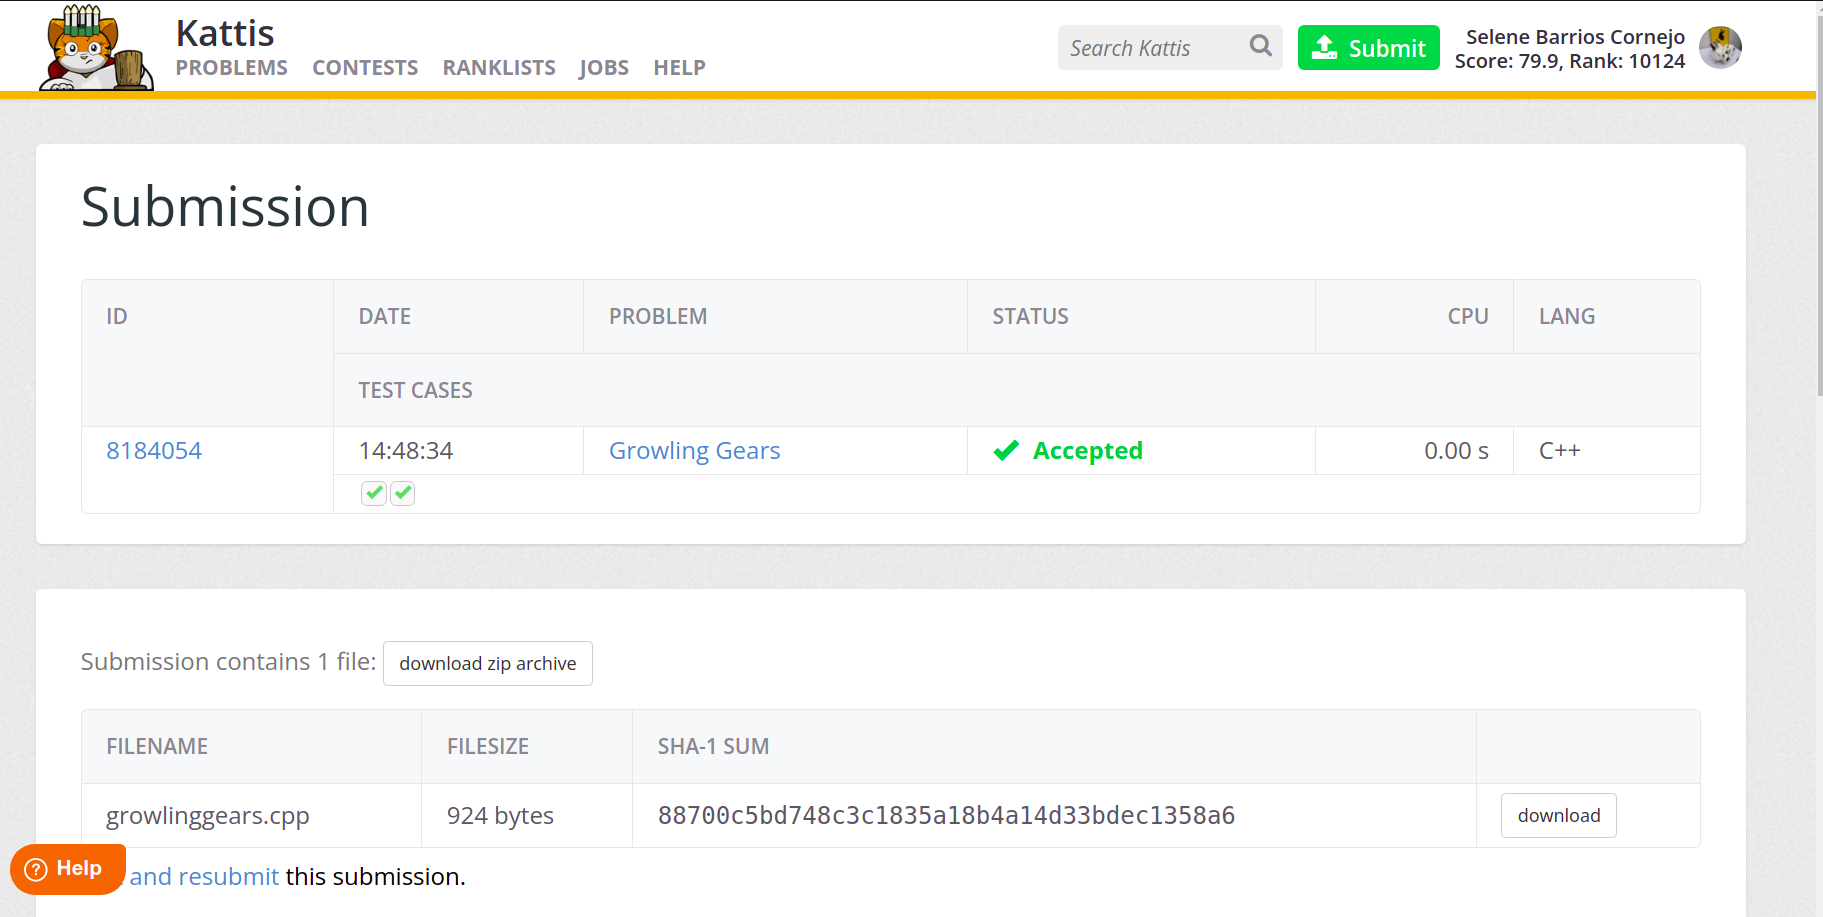 Kattis
PROBLEMS CONTESTS RANKLISTS JOBS HELP
Search Kattis
Submit
Selene Barrios Cornejo
Score: 79.9, Rank: 10124
Submission
ID DATE PROBLEM STATUS CPU LANG
TEST CASES
8184054 14:48:34 Growling Gears Accepted 0.00 s C++
Submission contains 1 file: download zip archive
FILENAME FILESIZE SHA-1 SUM
growlinggears.cpp 924 bytes 88700c5bd748c3c1835a18b4a14d33bdec1358a6 download
Help
and resubmit this submission.